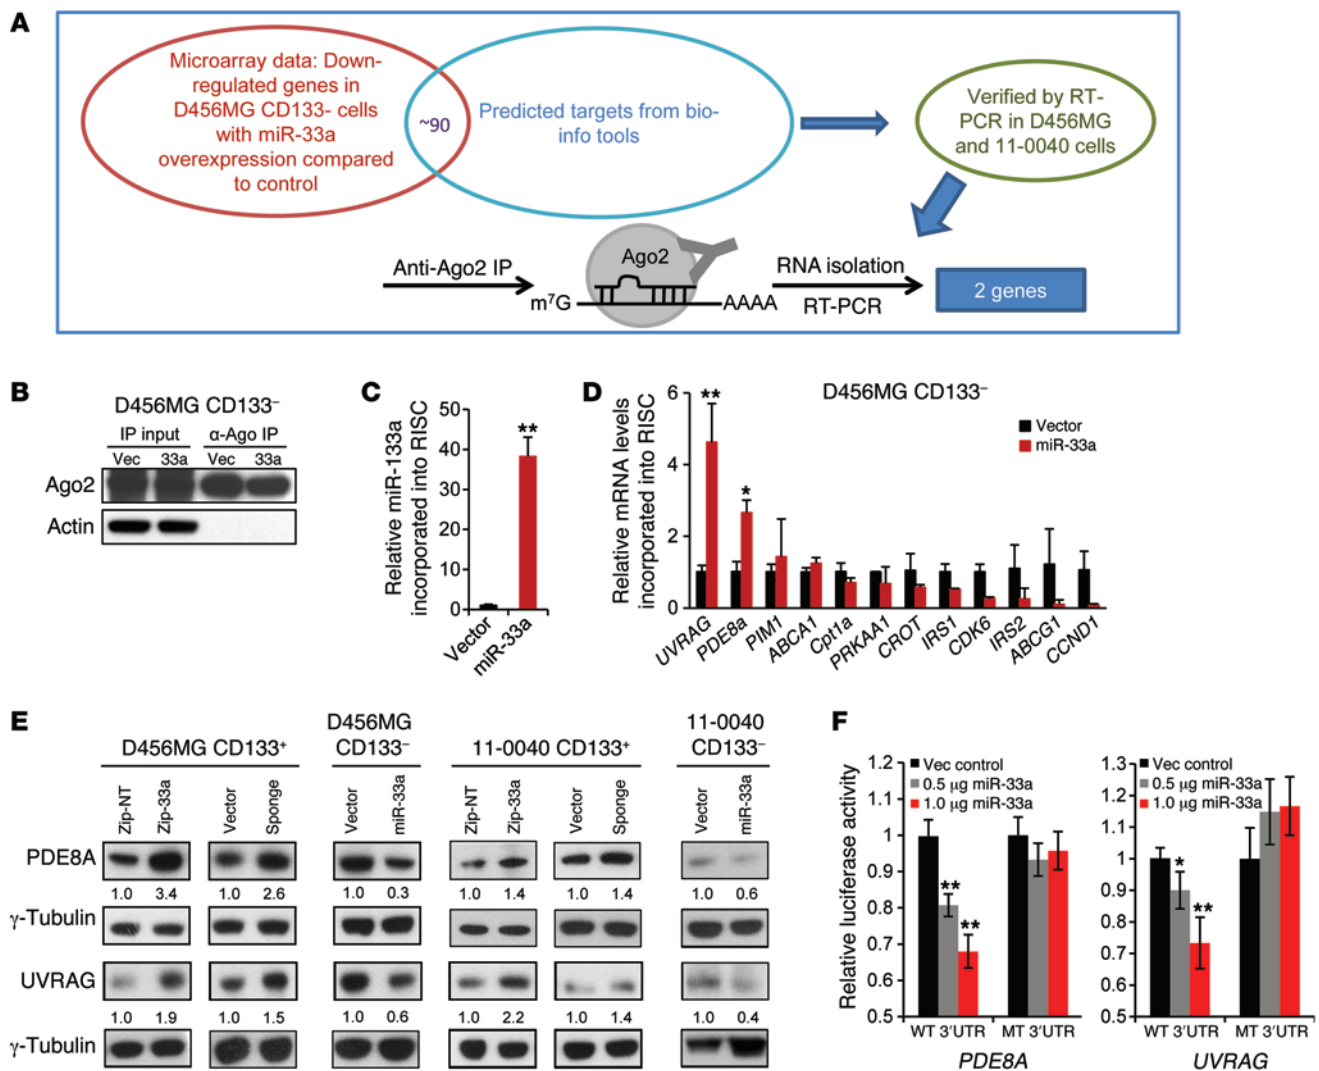 A
Microarray data: Down-
regulated genes in
D456MG CD133- cells
with miR-33a
overexpression compared
to control
~90
Predicted targets from bio-
info tools
Verified by RT-
PCR in D456MG
and 11-0040 cells
Anti-Ago2 IP
Ago2
m⁷G
AAAA
RNA isolation
RT-PCR
2 genes
B
D456MG CD133⁻
IP input α-Ago IP
Vec 33a Vec 33a
Ago2
Actin
C
Relative miR-133a
incorporated into RISC
50
40
30
20
10
0
**
Vector
miR-33a
D
D456MG CD133⁻
Relative mRNA levels
incorporated into RISC
6
4
2
0
**
*
Vector
miR-33a
UVRAG
PDE8a
PIM1
ABCA1
Cpt1a
PRKAA1
CROT
IRS1
CDK6
IRS2
ABCG1
CCND1
E
D456MG CD133⁺
D456MG
CD133⁻
11-0040 CD133⁺
11-0040
CD133⁻
Zip-NT Zip-33a Vector Sponge Vector miR-33a Zip-NT Zip-33a Vector Sponge Vector miR-33a
PDE8A
1.0 3.4 1.0 2.6 1.0 0.3 1.0 1.4 1.0 1.4 1.0 0.6
γ-Tubulin
UVRAG
1.0 1.9 1.0 1.5 1.0 0.6 1.0 2.2 1.0 1.4 1.0 0.4
γ-Tubulin
F
Relative luciferase activity
1.2
1.1
1
0.9
0.8
0.7
0.6
0.5
Vec control
0.5 µg miR-33a
1.0 µg miR-33a
**
**
WT 3'UTR MT 3'UTR
PDE8A
1.3
1.2
1.1
1
0.9
0.8
0.7
0.6
0.5
Vec control
0.5 µg miR-33a
1.0 µg miR-33a
*
**
WT 3'UTR MT 3'UTR
UVRAG